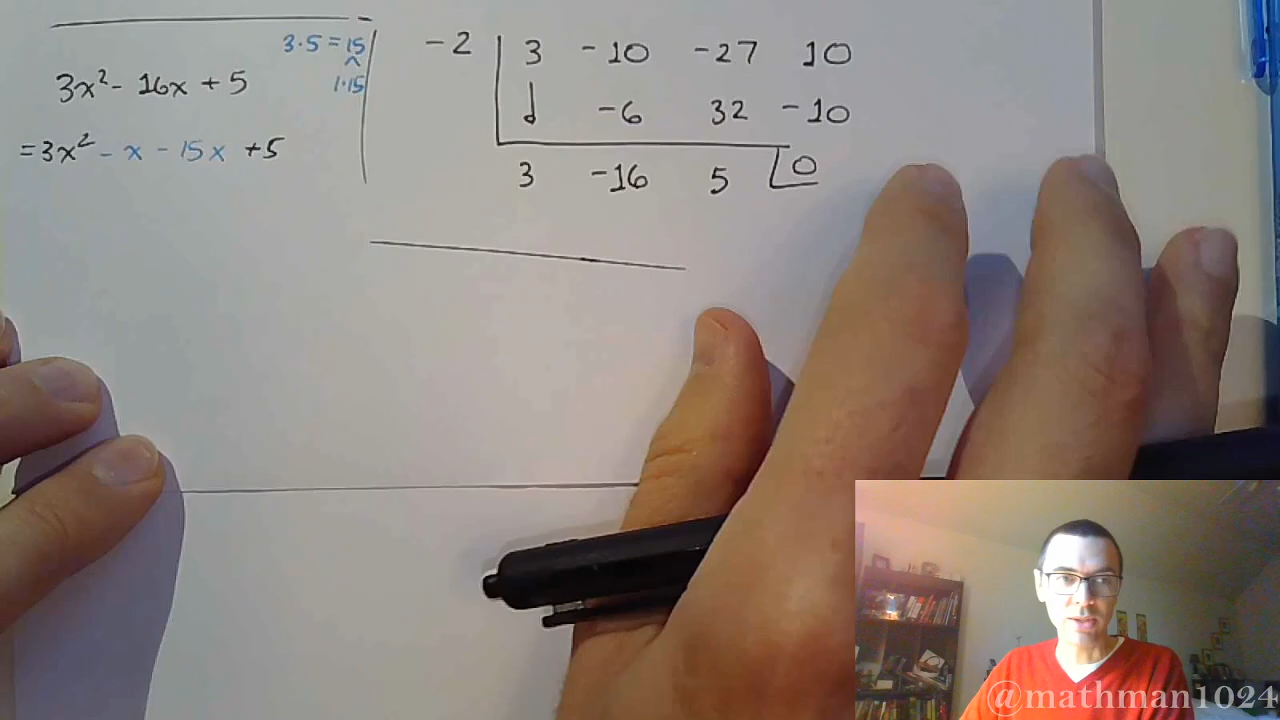 3·5=15
1·15
3x² - 16x + 5
=3x² - x - 15x +5
-2 | 3 -10 -27 10
↓ -6 32 -10
3 -16 5 |0
@mathman1024